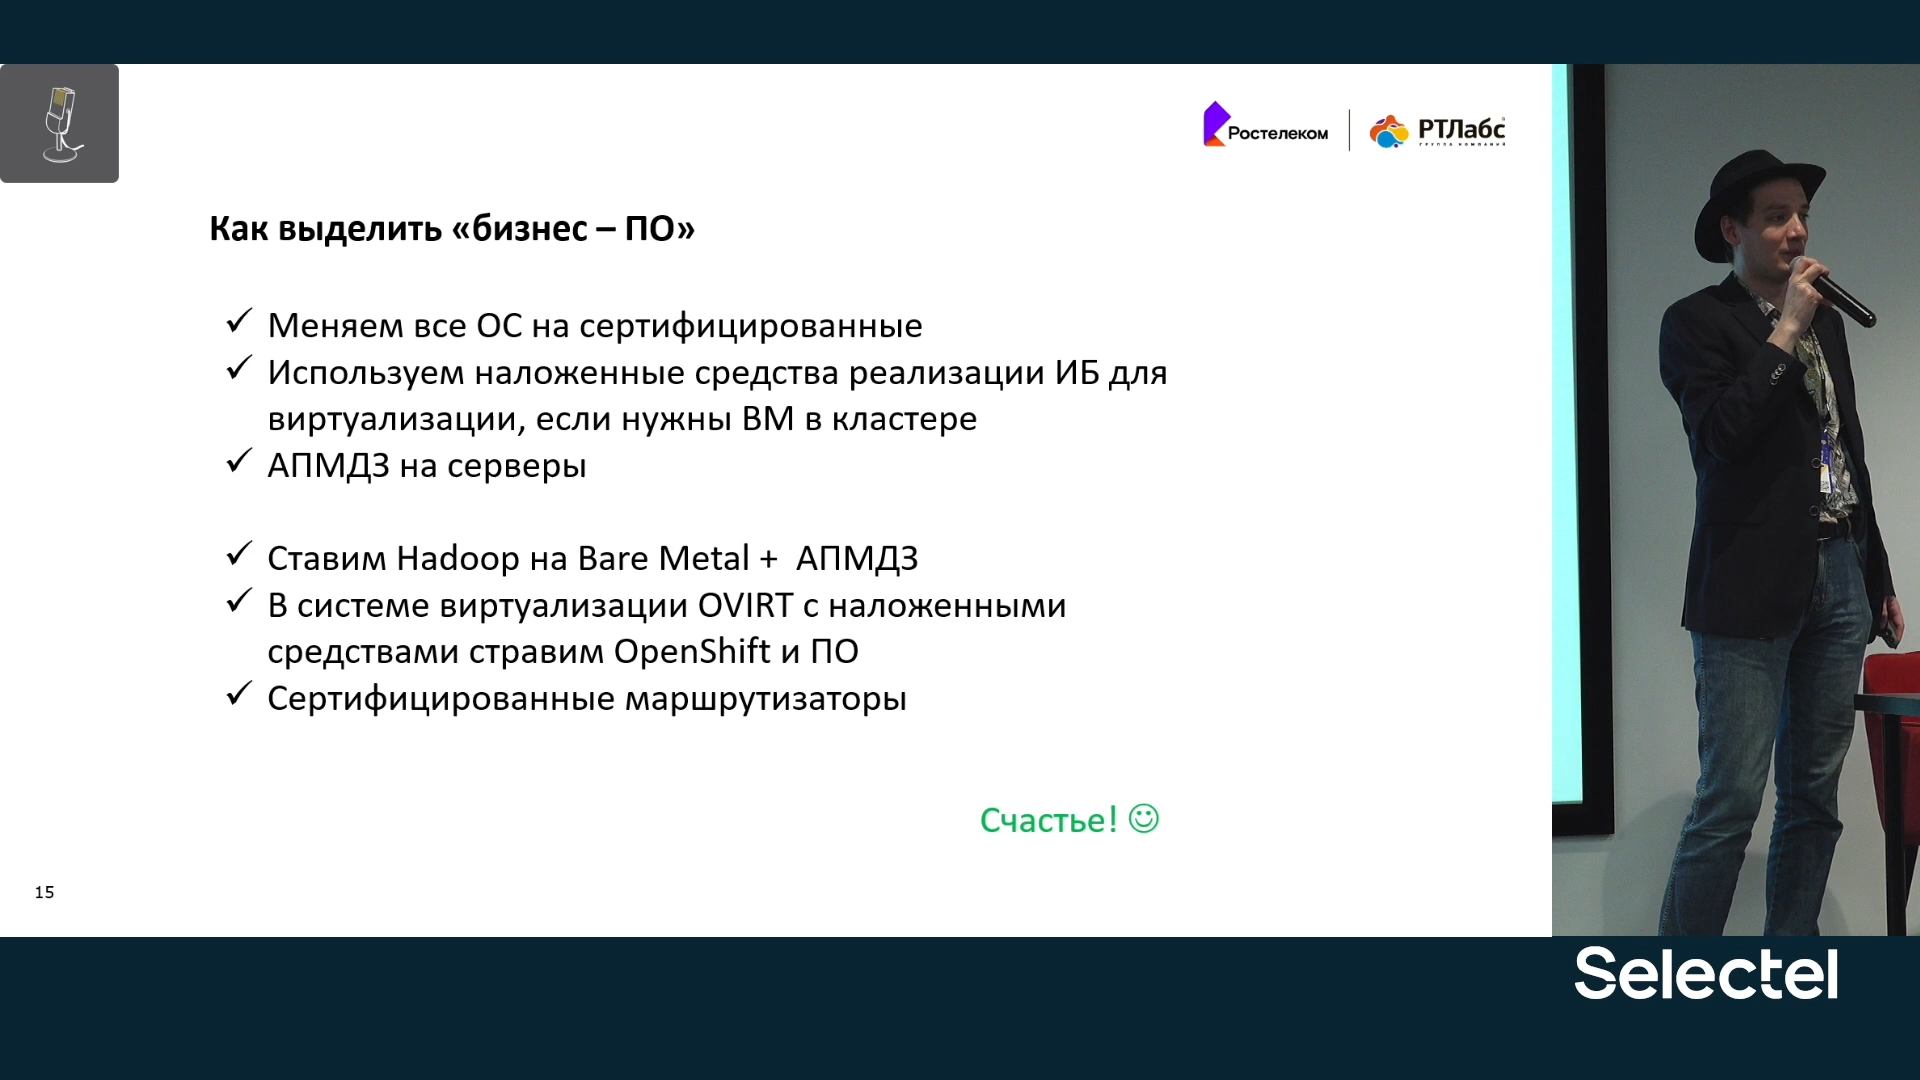 Ростелеком
РТЛабс
ГРУППА КОМПАНИЙ
Как выделить «бизнес – ПО»
✓ Меняем все ОС на сертифицированные
✓ Используем наложенные средства реализации ИБ для
виртуализации, если нужны ВМ в кластере
✓ АПМДЗ на серверы
✓ Ставим Hadoop на Bare Metal + АПМДЗ
✓ В системе виртуализации OVIRT с наложенными
средствами стравим OpenShift и ПО
✓ Сертифицированные маршрутизаторы
Счастье! ☺
15
Selectel